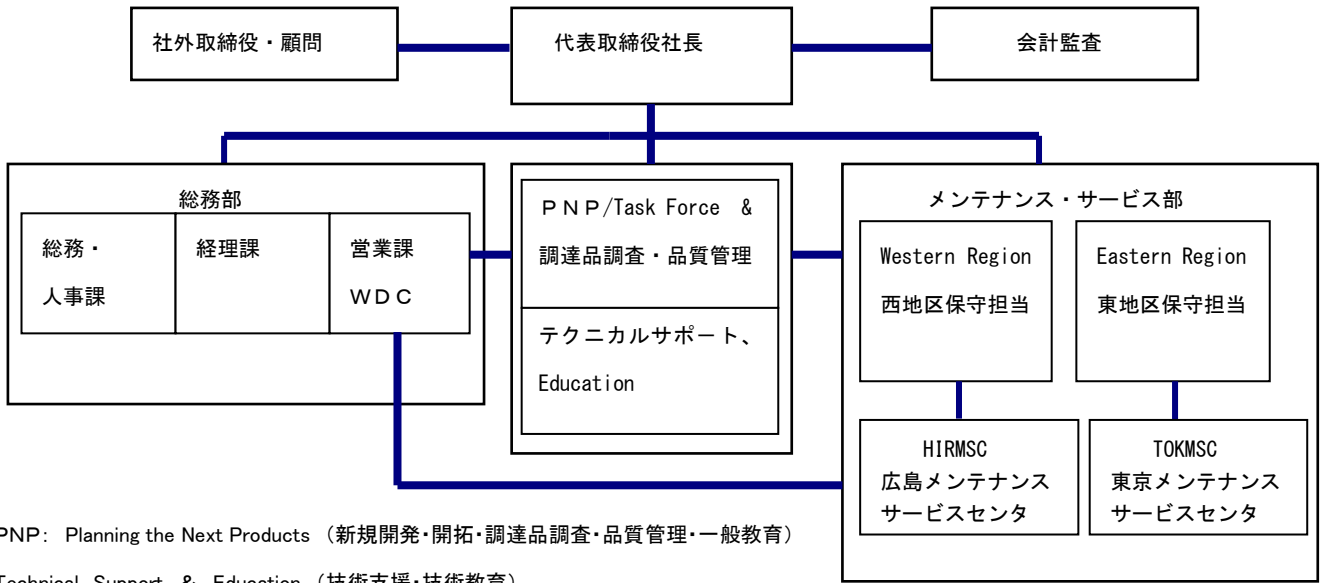 社外取締役・顧問
代表取締役社長
会計監査
総務部
総務・
人事課
経理課
営業課
ＷＤＣ
ＰＮＰ/Task Force &
調達品調査・品質管理
テクニカルサポート、
Education
メンテナンス・サービス部
Western Region
西地区保守担当
Eastern Region
東地区保守担当
HIRMSC
広島メンテナンス
サービスセンタ
TOKMSC
東京メンテナンス
サービスセンタ
PNP: Planning the Next Products （新規開発・開拓・調達品調査・品質管理・一般教育）
Technical Support & Education （技術支援・技術教育）